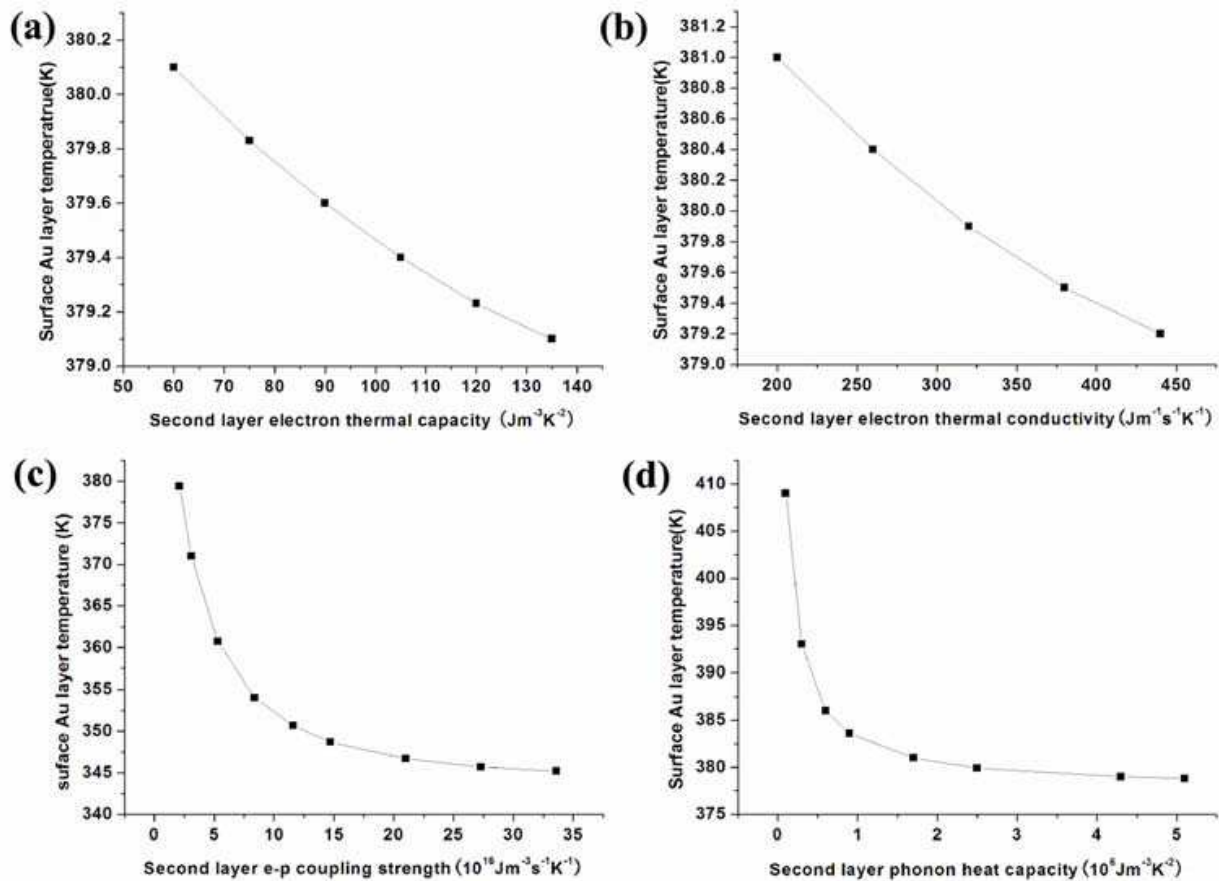 (a)
380.2
380.0
379.8
379.6
379.4
379.2
379.0
Surface Au layer temperatrue(K)
50 60 70 80 90 100 110 120 130 140
Second layer electron thermal capacity (Jm⁻³K⁻²)
(b)
381.2
381.0
380.8
380.6
380.4
380.2
380.0
379.8
379.6
379.4
379.2
379.0
Surface Au layer temperature(K)
200 250 300 350 400 450
Second layer electron thermal conductivity (Jm⁻¹s⁻¹K⁻¹)
(c)
380
375
370
365
360
355
350
345
340
suface Au layer temperature (K)
0 5 10 15 20 25 30 35
Second layer e-p coupling strength (10¹⁶Jm⁻³s⁻¹K⁻¹)
(d)
410
405
400
395
390
385
380
375
Surface Au layer temperature(K)
0 1 2 3 4 5
Second layer phonon heat capacity (10⁶Jm⁻³K⁻²)